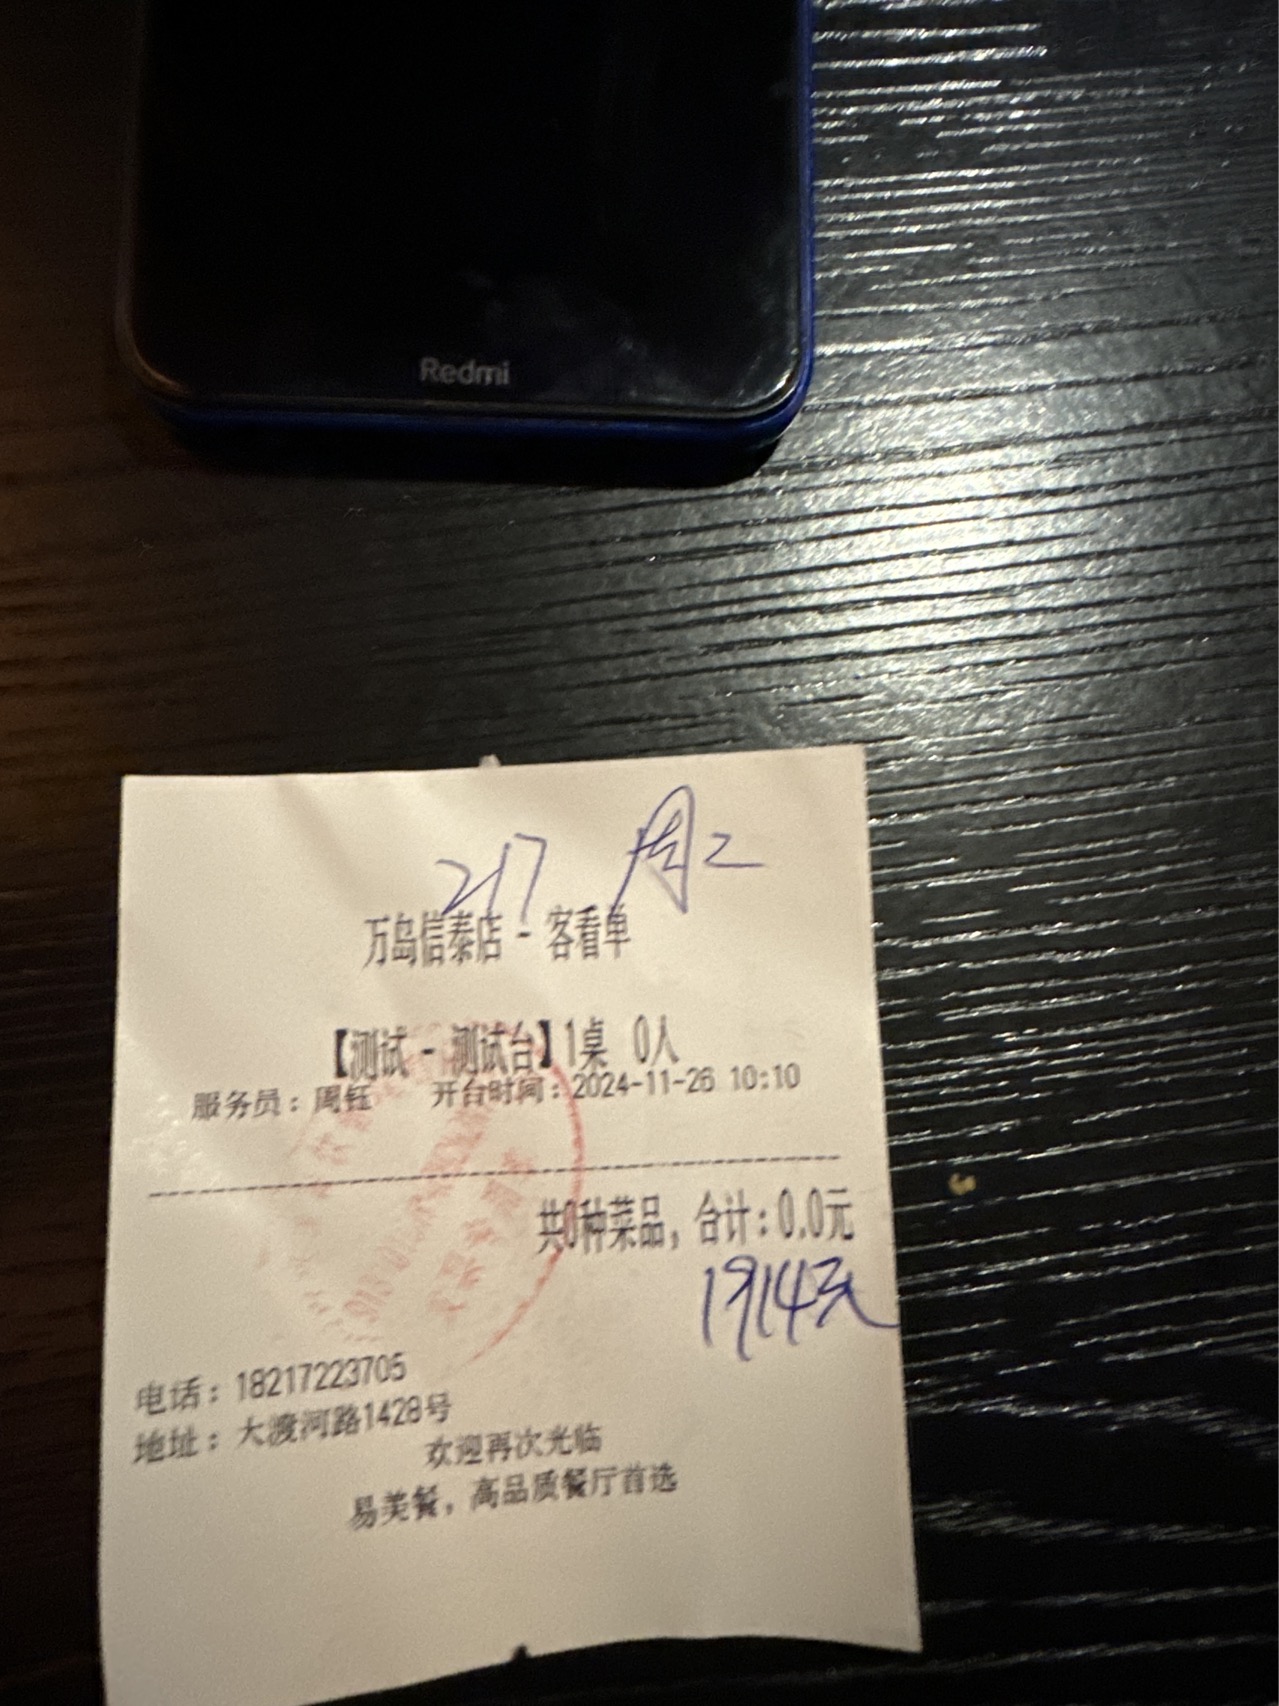 Redmi
217 周二
万岛信泰店 - 客看单
【测试 - 测试台】1桌 0人
服务员：周钰 开台时间：2024-11-26 10:10
共0种菜品，合计：0.0元
1914元
电话：18217223705
地址：大渡河路1428号
欢迎再次光临
易美餐，高品质餐厅首选